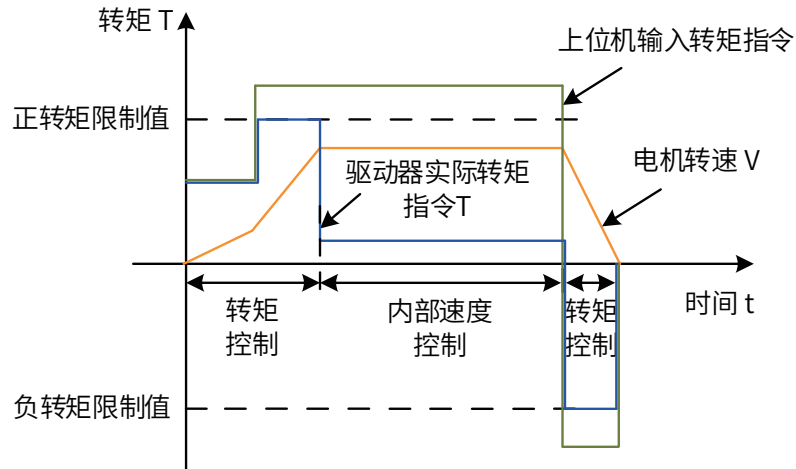 转矩 T
上位机输入转矩指令
正转矩限制值
驱动器实际转矩
指令T
电机转速 V
转矩
控制
内部速度
控制
转矩
控制
时间 t
负转矩限制值